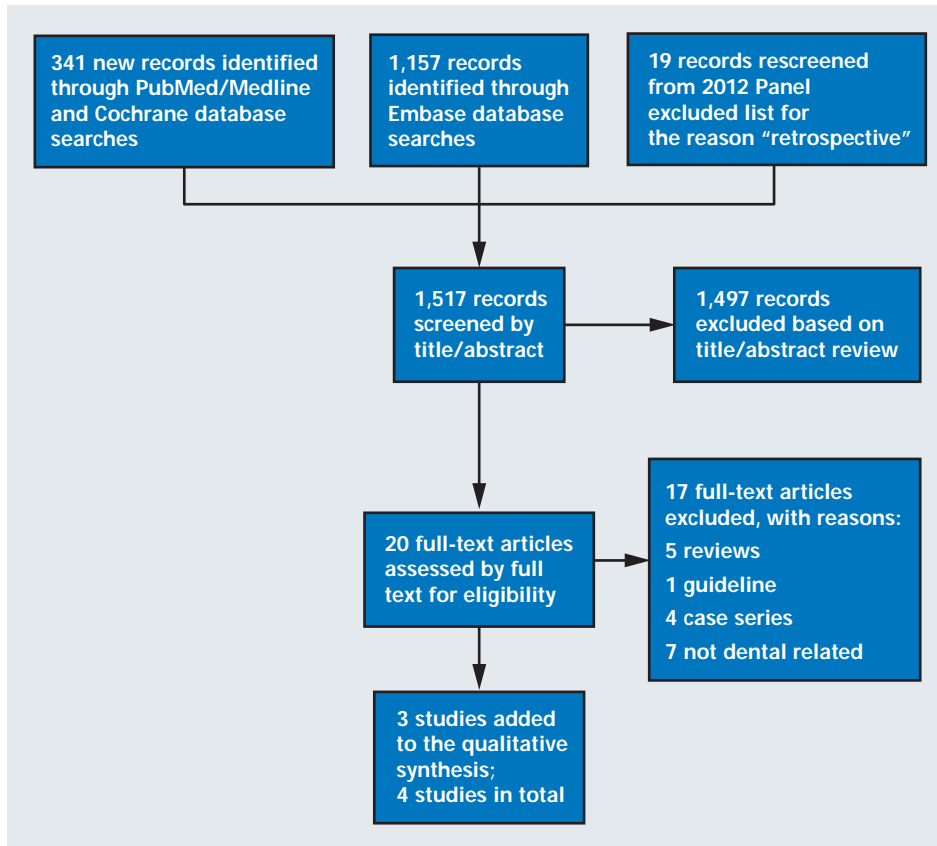 341 new records identified
through PubMed/Medline
and Cochrane database
searches
1,157 records
identified through
Embase database
searches
19 records rescreened
from 2012 Panel
excluded list for
the reason “retrospective”
1,517 records
screened by
title/abstract
1,497 records
excluded based on
title/abstract review
20 full-text articles
assessed by full
text for eligibility
17 full-text articles
excluded, with reasons:
5 reviews
1 guideline
4 case series
7 not dental related
3 studies added
to the qualitative
synthesis;
4 studies in total